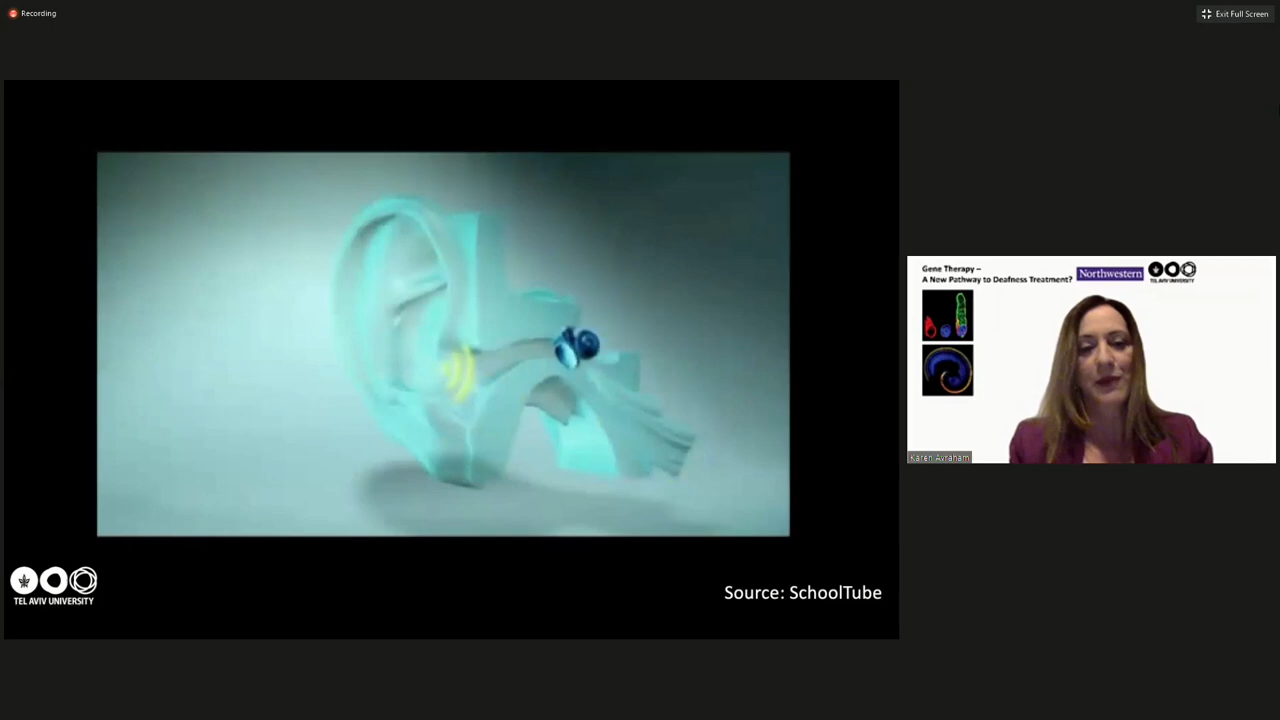 Recording
Exit Full Screen
Gene Therapy –
A New Pathway to Deafness Treatment?
Northwestern
TEL AVIV UNIVERSITY
Karen Avraham
TEL AVIV UNIVERSITY
Source: SchoolTube